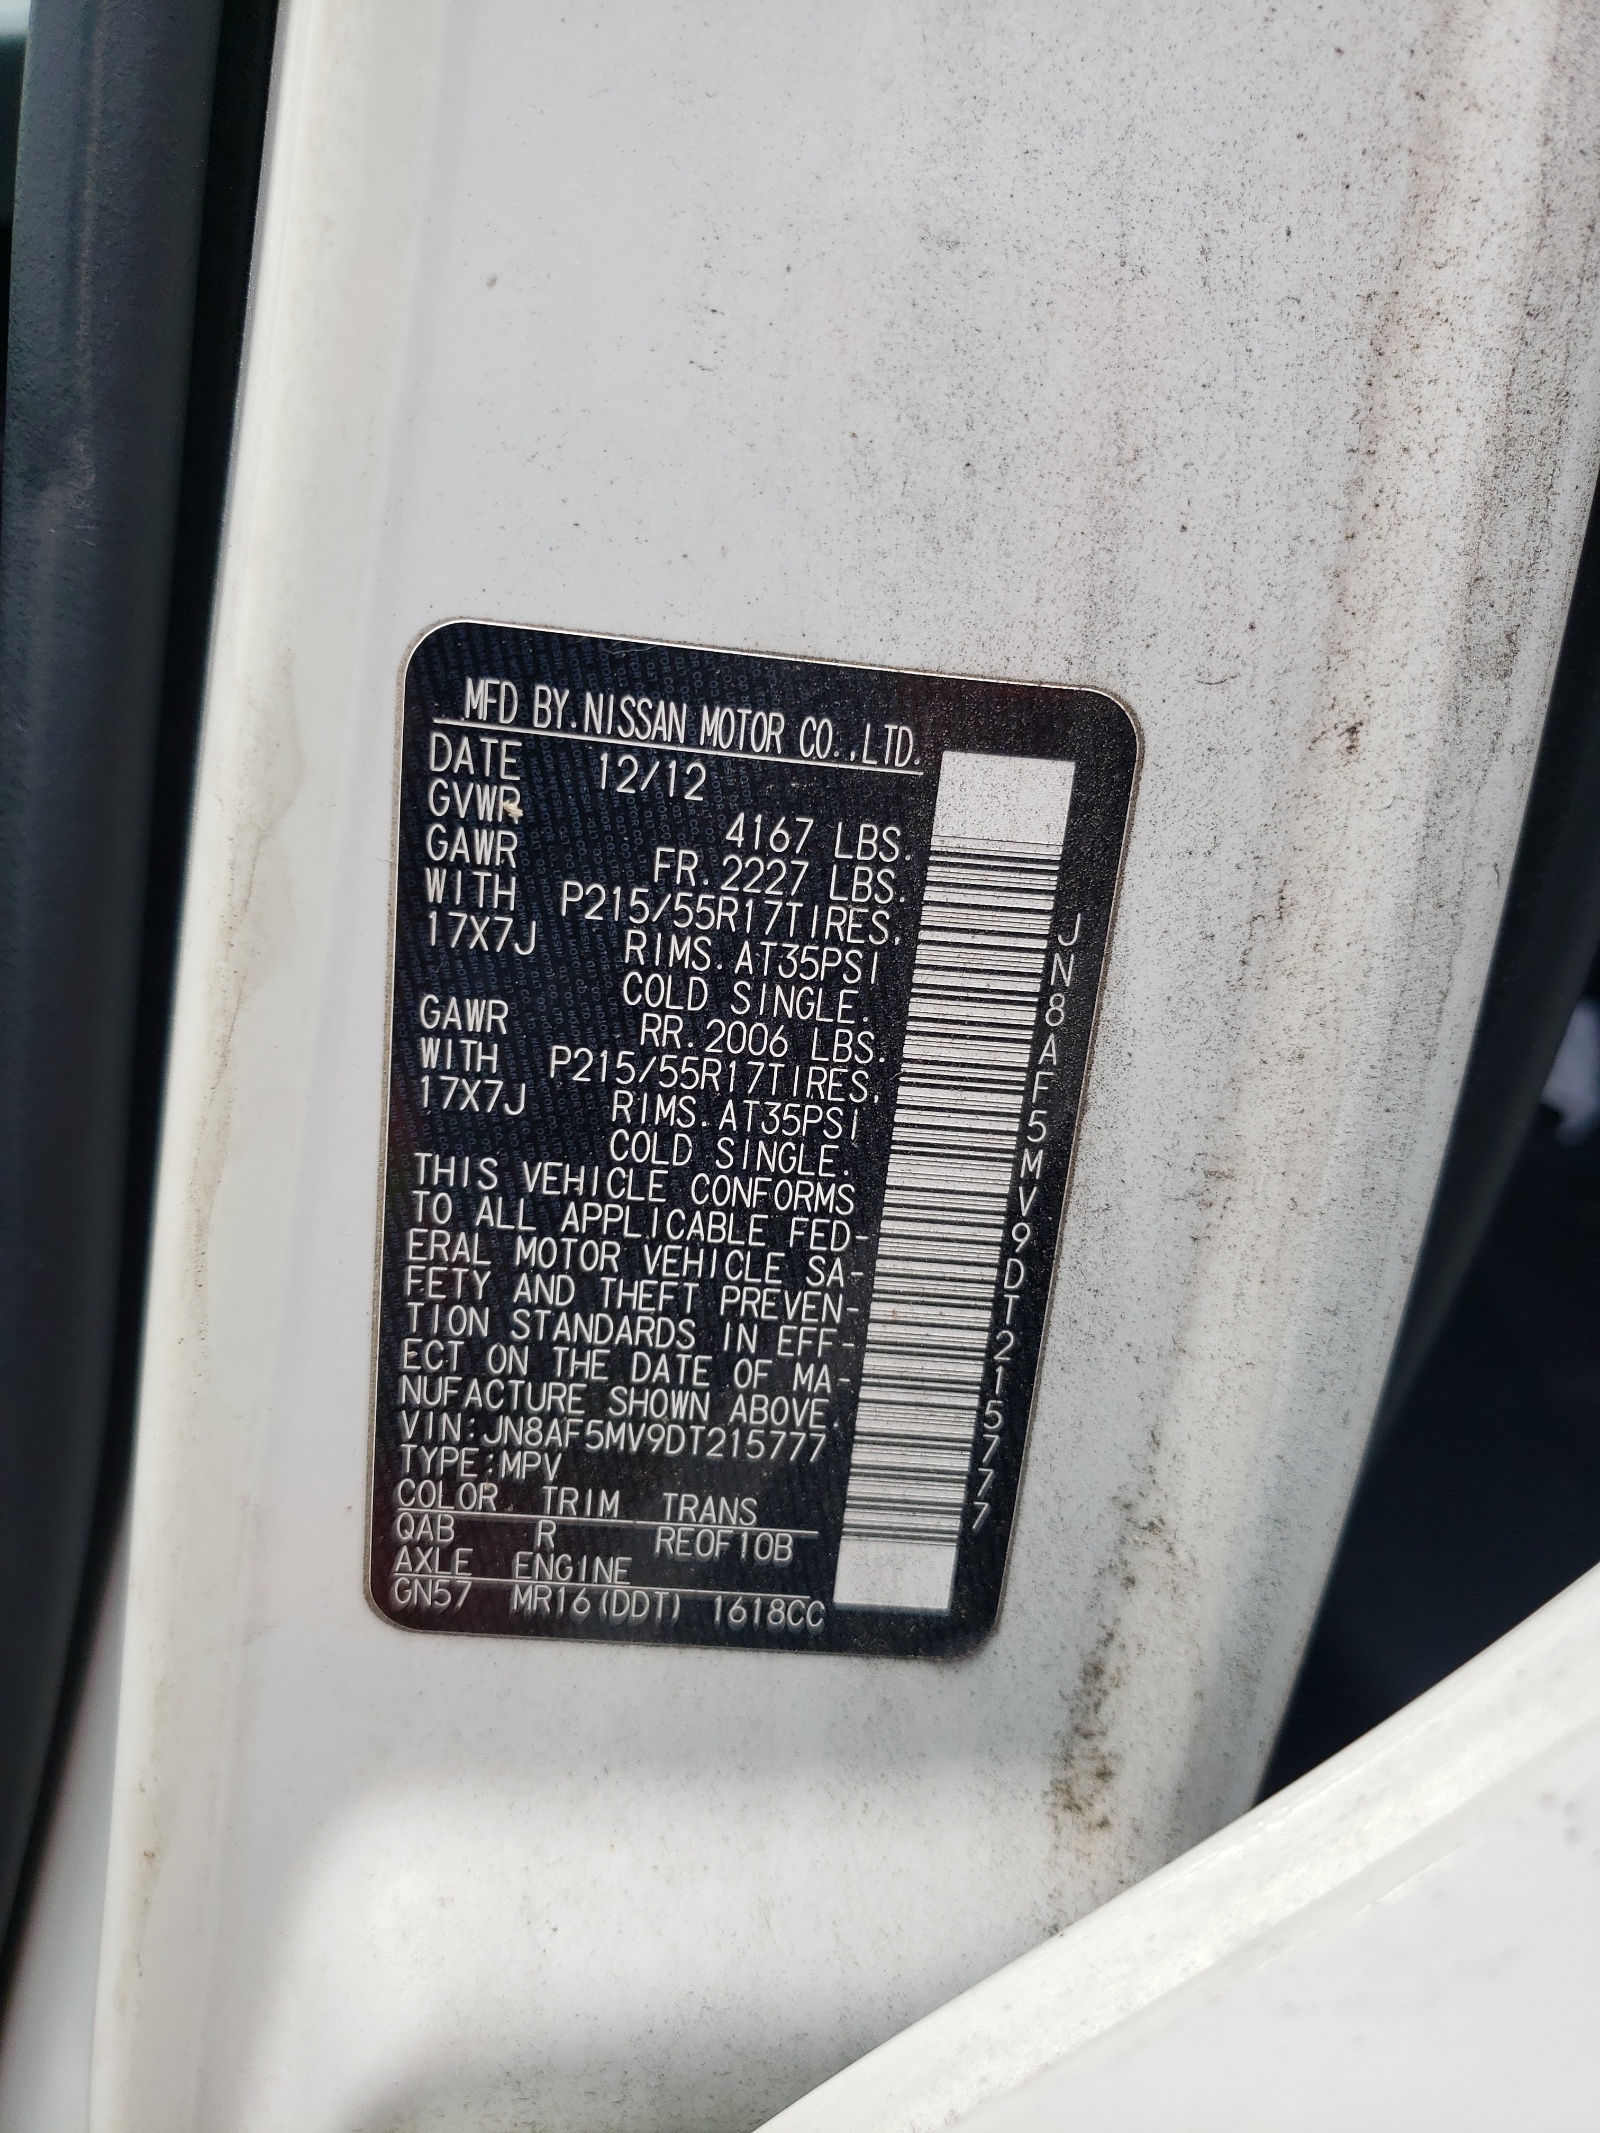 MFD BY.NISSAN MOTOR CO.,LTD.
DATE 12/12
GVWR 4167 LBS.
GAWR FR.2227 LBS.
WITH P215/55R17TIRES,
17X7J RIMS.AT35PSI
COLD SINGLE.
GAWR RR.2006 LBS.
WITH P215/55R17TIRES,
17X7J RIMS.AT35PSI
COLD SINGLE.
THIS VEHICLE CONFORMS
TO ALL APPLICABLE FED-
ERAL MOTOR VEHICLE SA-
FETY AND THEFT PREVEN-
TION STANDARDS IN EFF-
ECT ON THE DATE OF MA-
NUFACTURE SHOWN ABOVE.
VIN:JN8AF5MV9DT215777
TYPE:MPV
COLOR TRIM TRANS
QAB R RE0F10B
AXLE ENGINE
GN57 MR16(DDT) 1618CC
JN8AF5MV9DT215777